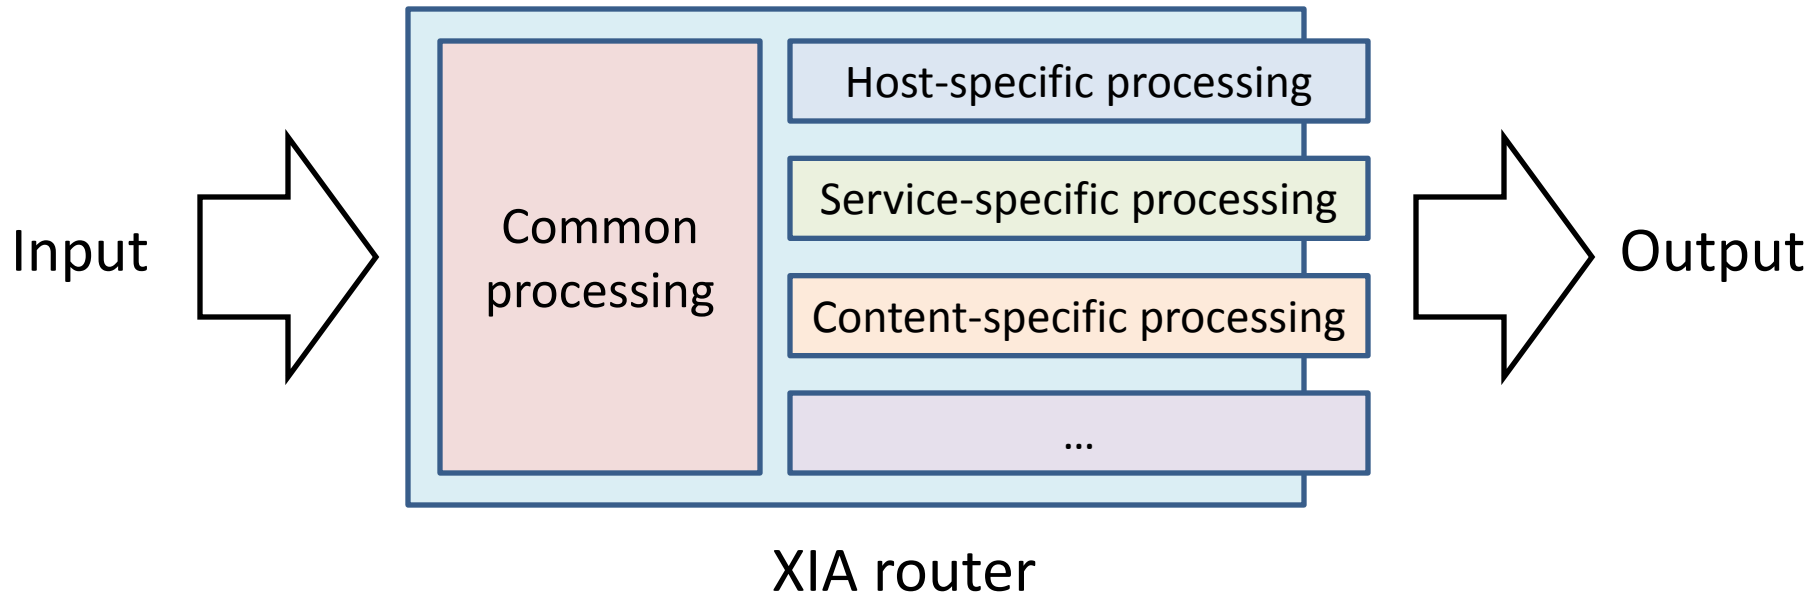 Input
Common
processing
Host-specific processing
Service-specific processing
Content-specific processing
...
Output
XIA router